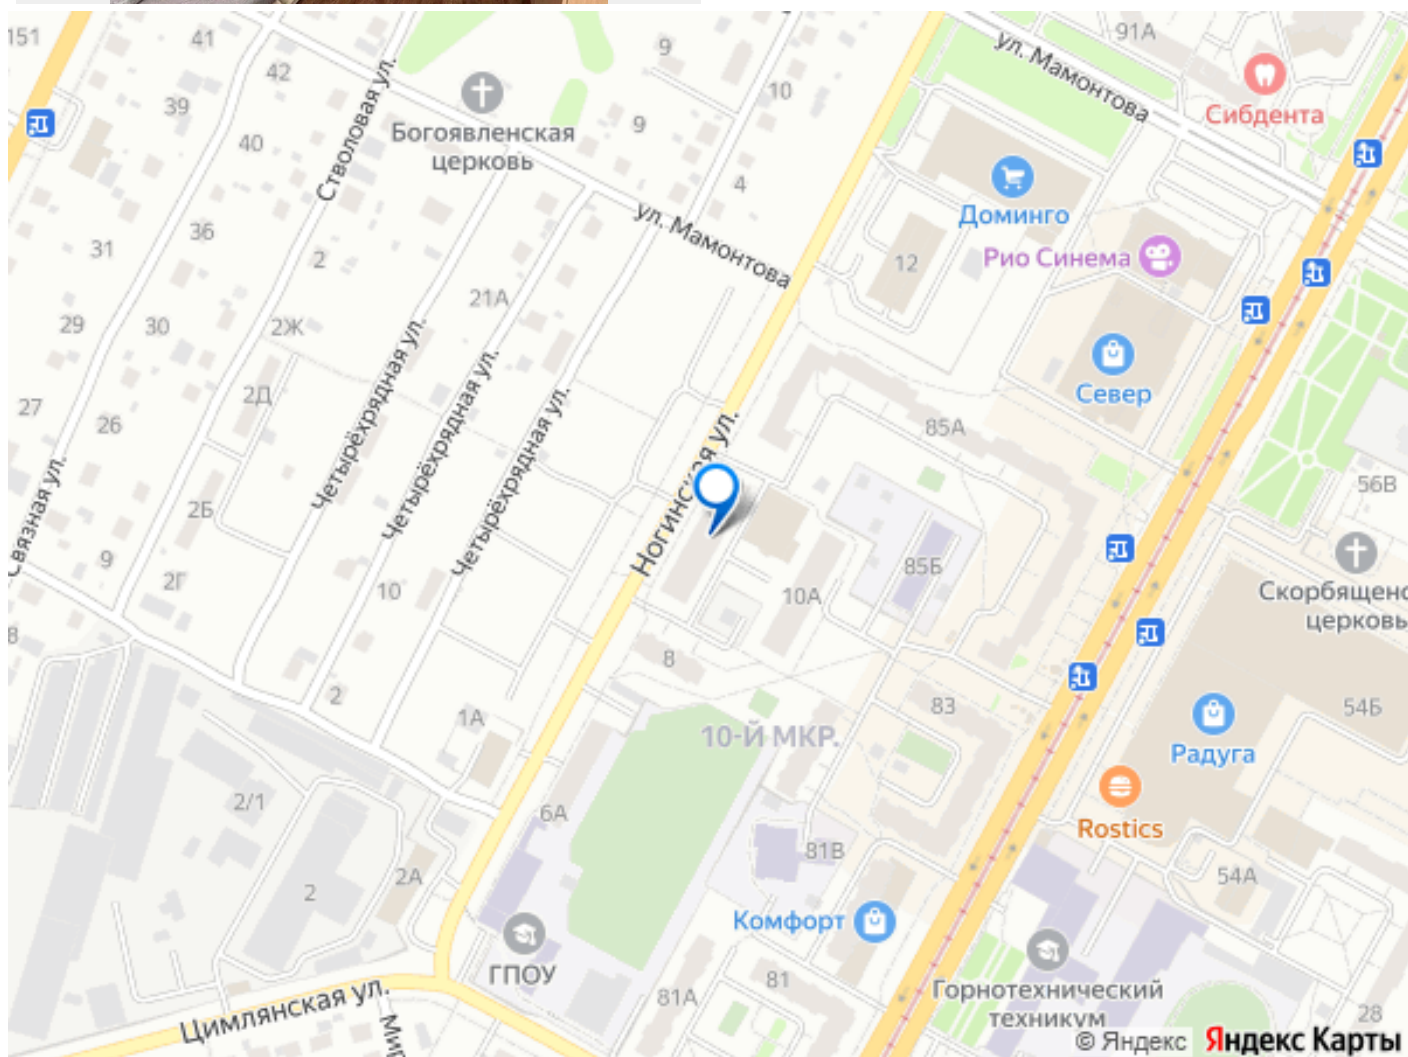 151
41
42
39
40
36
31
Стволовая ул.
Богоявленская
церковь
9
9
10
4
91А
ул. Мамонтова
Сибдента
Доминго
Рио Синема
12
ул. Мамонтова
2
21А
29
30
2Ж
27
26
2Д
2Б
2Г
9
8
Связная ул.
Четырёхрядная ул.
Четырёхрядная ул.
Четырёхрядная ул.
Ногинская ул.
Север
85А
56В
85Б
10А
10
Скорбященс
церковь
8
83
10-Й МКР.
54Б
Радуга
2
1А
Rostics
2/1
6А
81В
2А
2
54А
Комфорт
ГПОУ
81
81А
Горнотехнический
техникум
28
Цимлянская ул.
Мир
© Яндекс Яндекс Карты